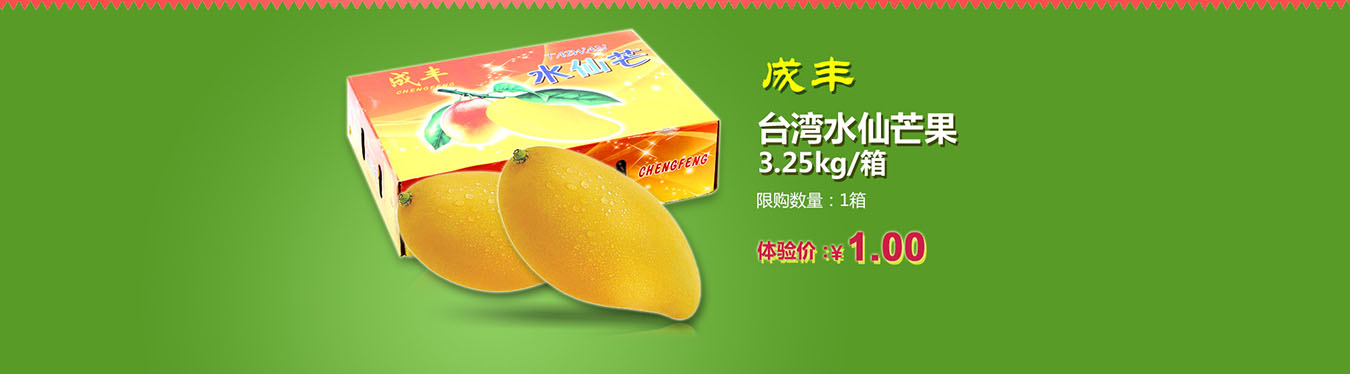 成丰
CHENGFENG
TAIWAN
水仙芒
CHENGFENG
成丰
台湾水仙芒果
3.25kg/箱
限购数量：1箱
体验价:¥1.00